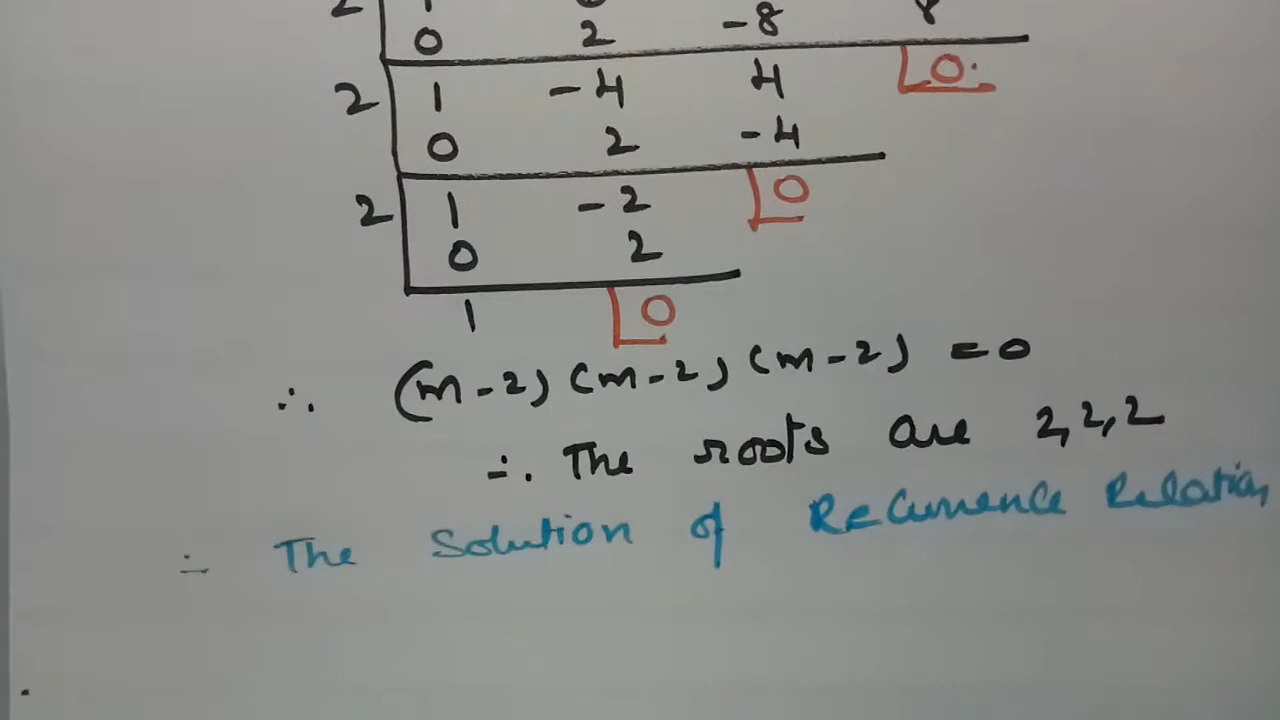 0 2 -8 8
2 1 -4 4 0.
0 2 -4
2 1 -2 0
0 2
1 0
∴ (m-2) (m-2) (m-2) = 0
∴ The roots are 2,2,2
∴ The Solution of Recurrence Relation